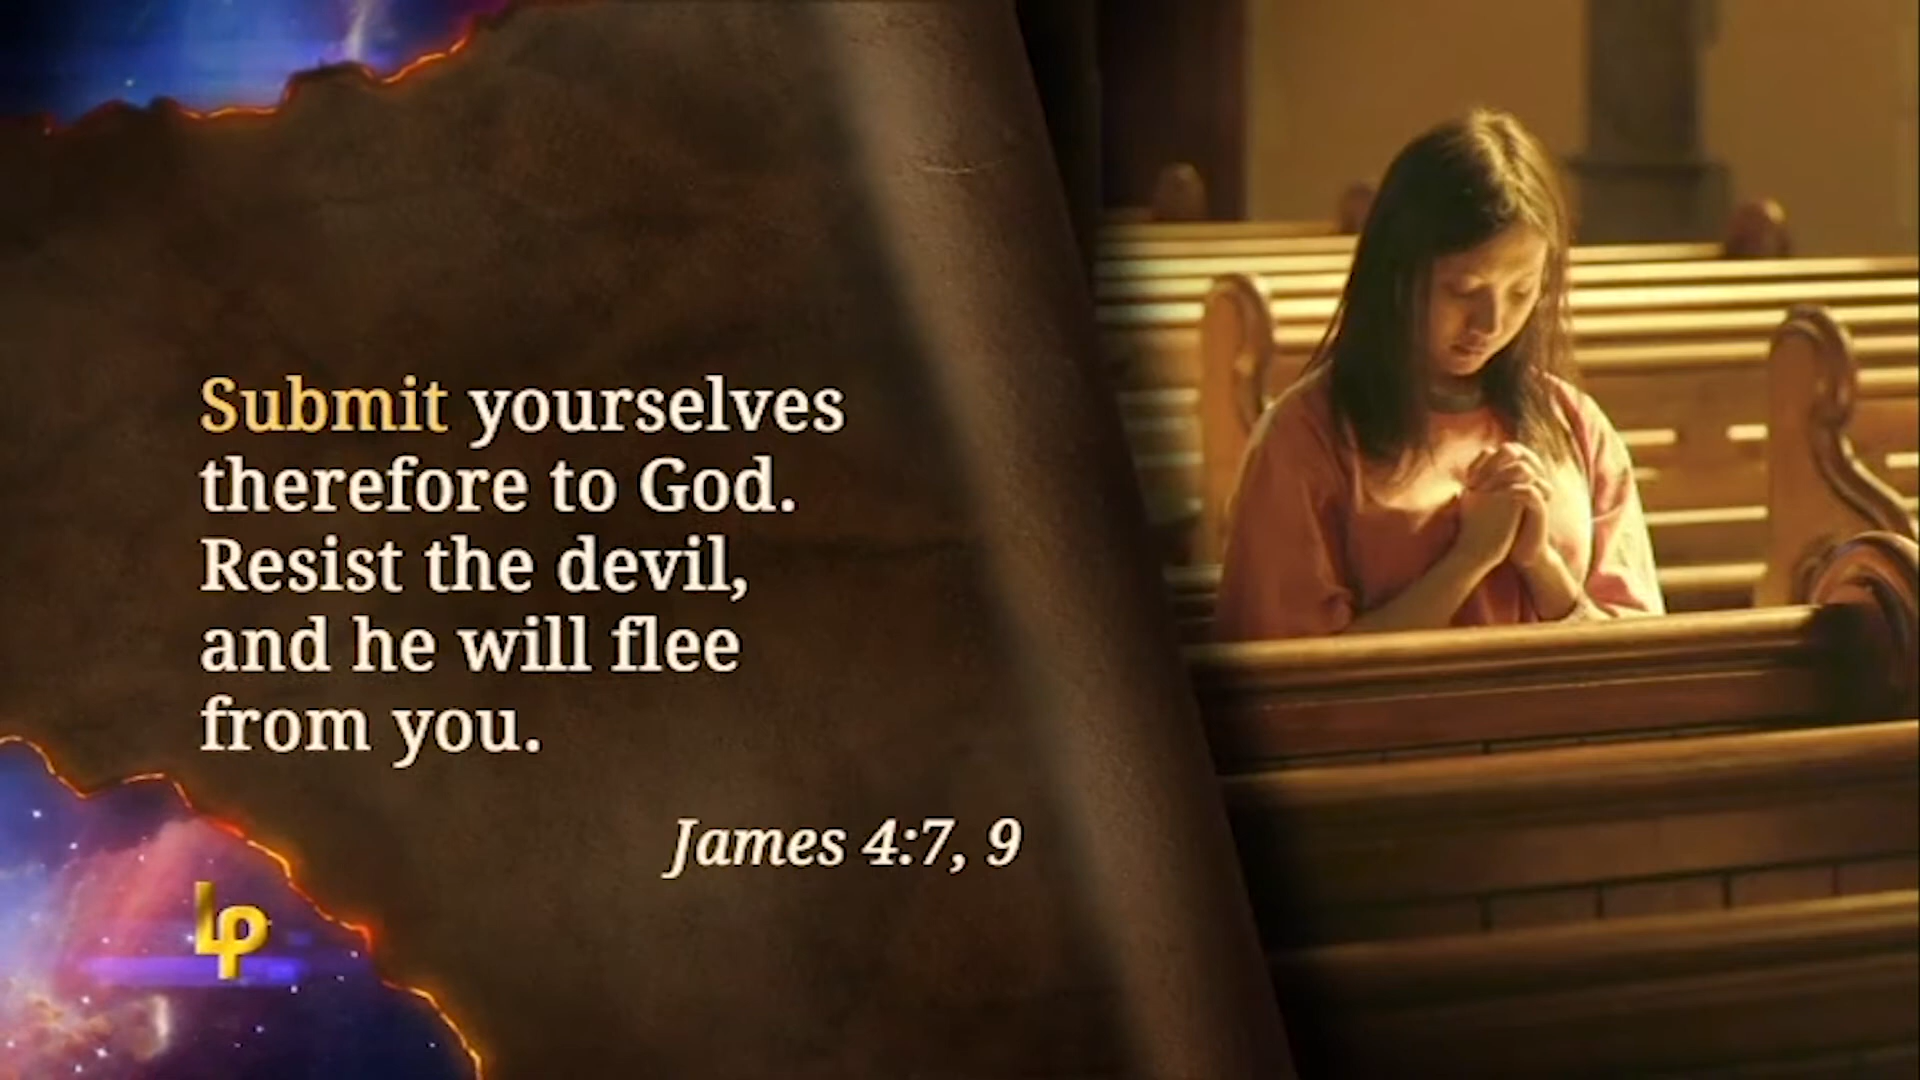 Submit yourselves
therefore to God.
Resist the devil,
and he will flee
from you.
James 4:7, 9
LP